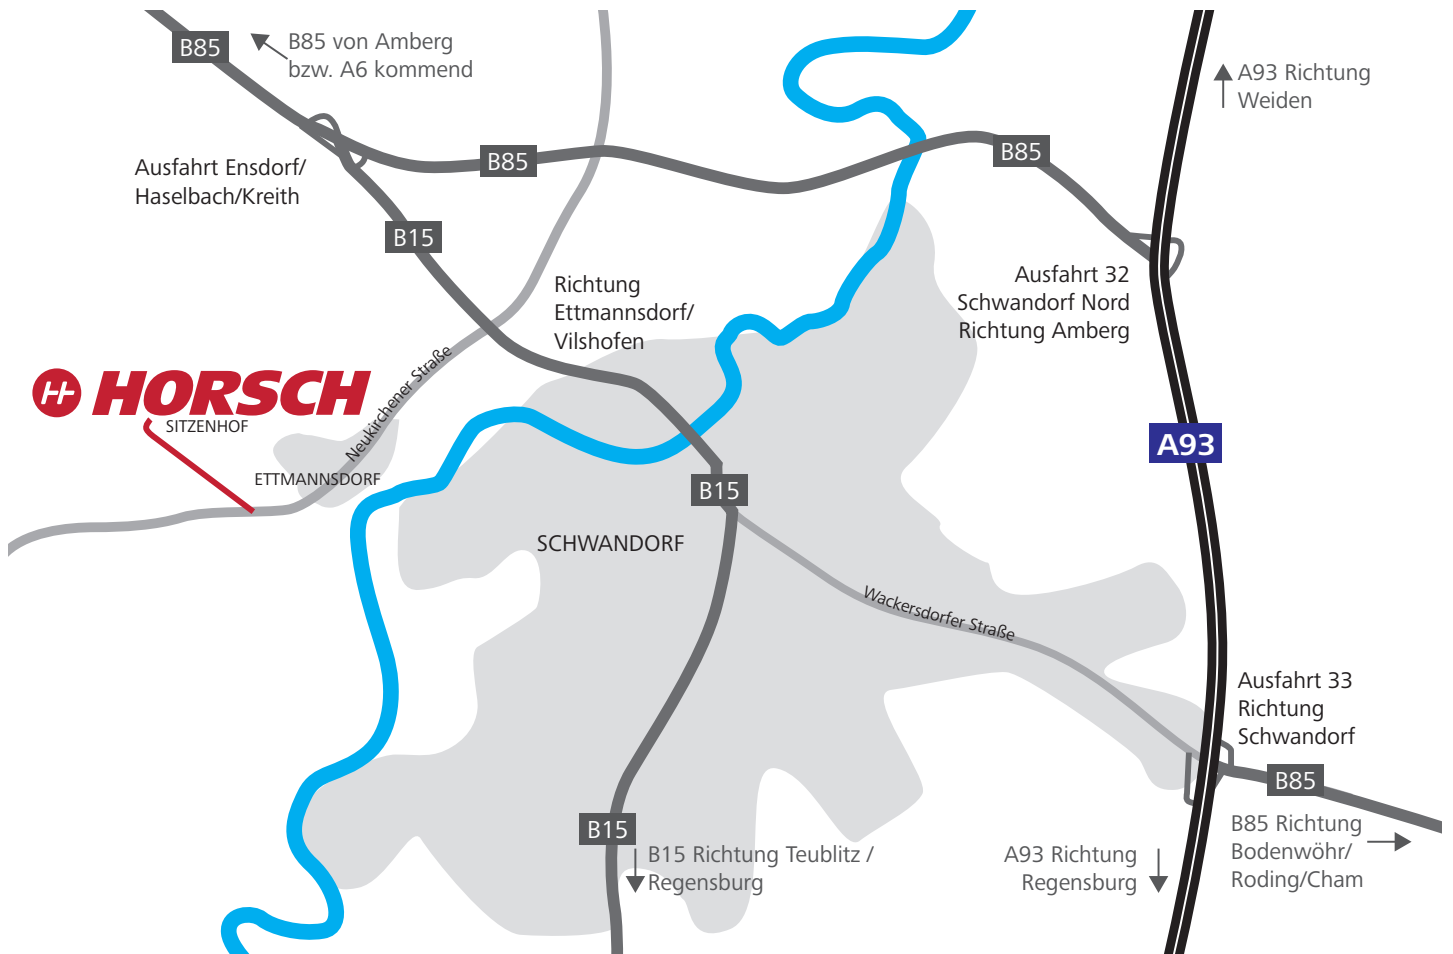 B85
B85 von Amberg
bzw. A6 kommend
A93 Richtung
Weiden
Ausfahrt Ensdorf/
Haselbach/Kreith
B85
B85
B15
Richtung
Ettmannsdorf/
Vilshofen
Ausfahrt 32
Schwandorf Nord
Richtung Amberg
HORSCH
SITZENHOF
Neukirchener Straße
ETTMANNSDORF
A93
B15
SCHWANDORF
Wackersdorfer Straße
Ausfahrt 33
Richtung
Schwandorf
B85
B15
B15 Richtung Teublitz /
Regensburg
A93 Richtung
Regensburg
B85 Richtung
Bodenwöhr/
Roding/Cham